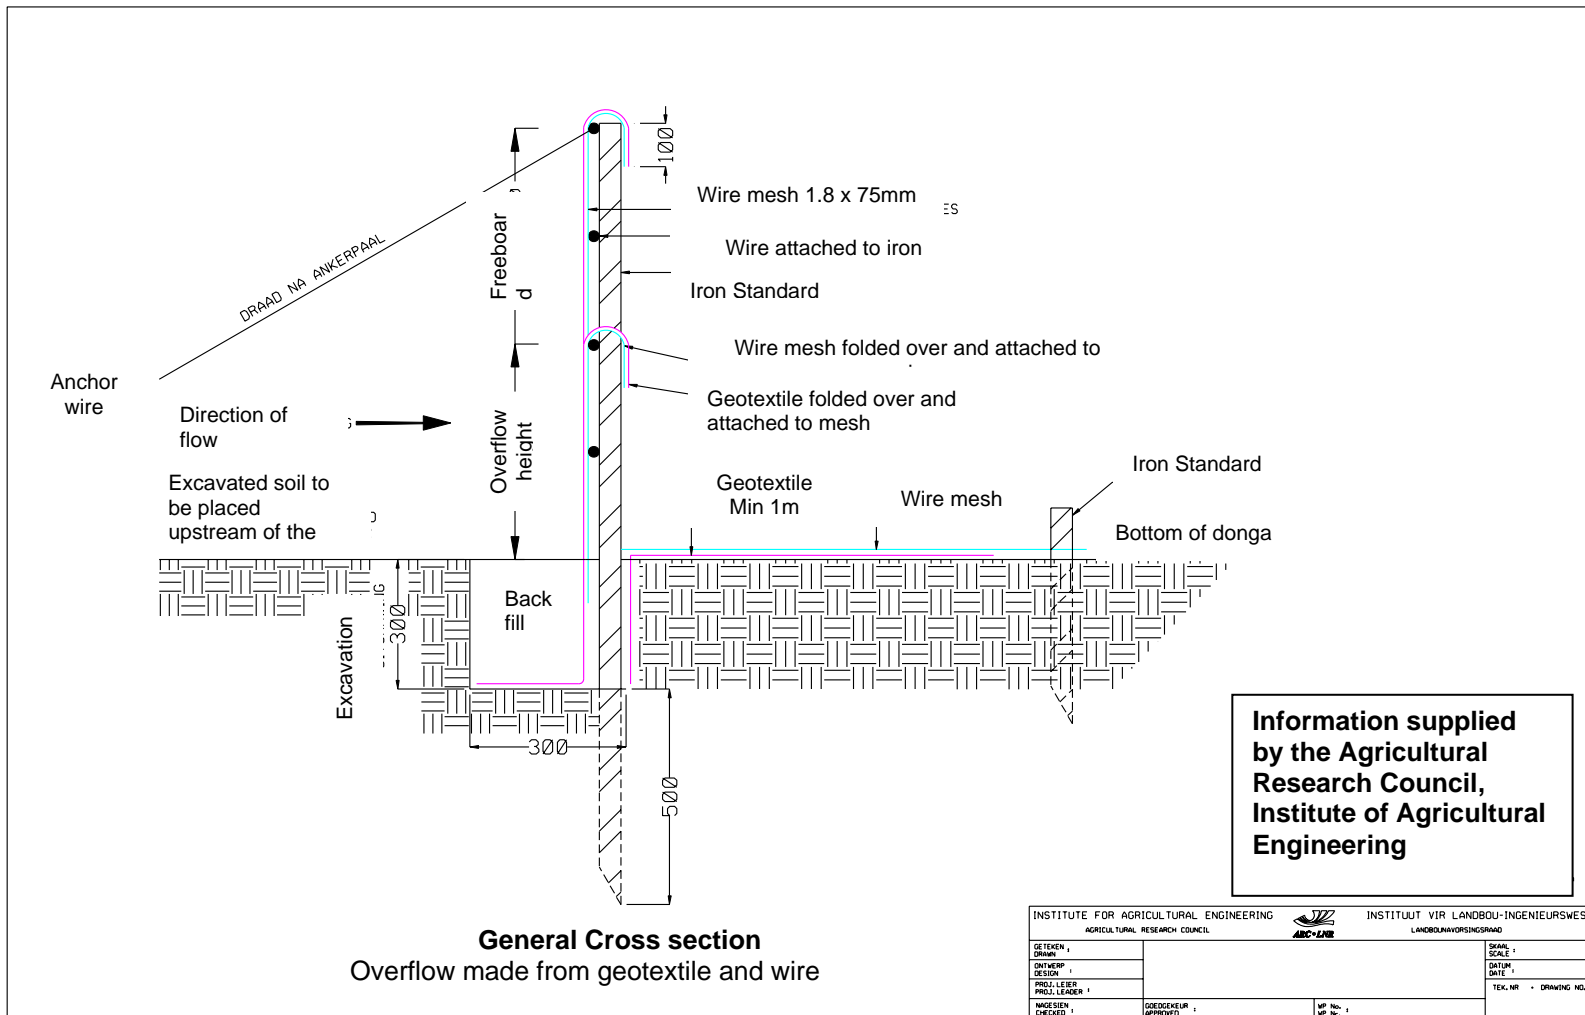 100
Wire mesh 1.8 x 75mm
ES
Wire attached to iron
Freeboar
d
DRAAD NA ANKERPAAL
Iron Standard
Wire mesh folded over and attached to
Anchor
wire
Geotextile folded over and
attached to mesh
Direction of
flow
Overflow
height
Iron Standard
Excavated soil to
be placed
upstream of the
Geotextile
Min 1m
Wire mesh
Bottom of donga
Back
fill
300
Excavation
300
500
Information supplied
by the Agricultural
Research Council,
Institute of Agricultural
Engineering
General Cross section
Overflow made from geotextile and wire
INSTITUTE FOR AGRICULTURAL ENGINEERING
AGRICULTURAL RESEARCH COUNCIL
ARC•LNR
INSTITUUT VIR LANDBOU-INGENIEURSWES
LANDBOUNAVORSINGSRAAD
GETEKEN :
DRAWN
ONTWERP :
DESIGN
PROJ. LEIER
PROJ. LEADER :
NAGESIEN
CHECKED :
GOEDGEKEUR :
APPROVED
WP No. :
WP No.
SKAAL :
SCALE
DATUM :
DATE
TEK. NR • DRAWING NO.